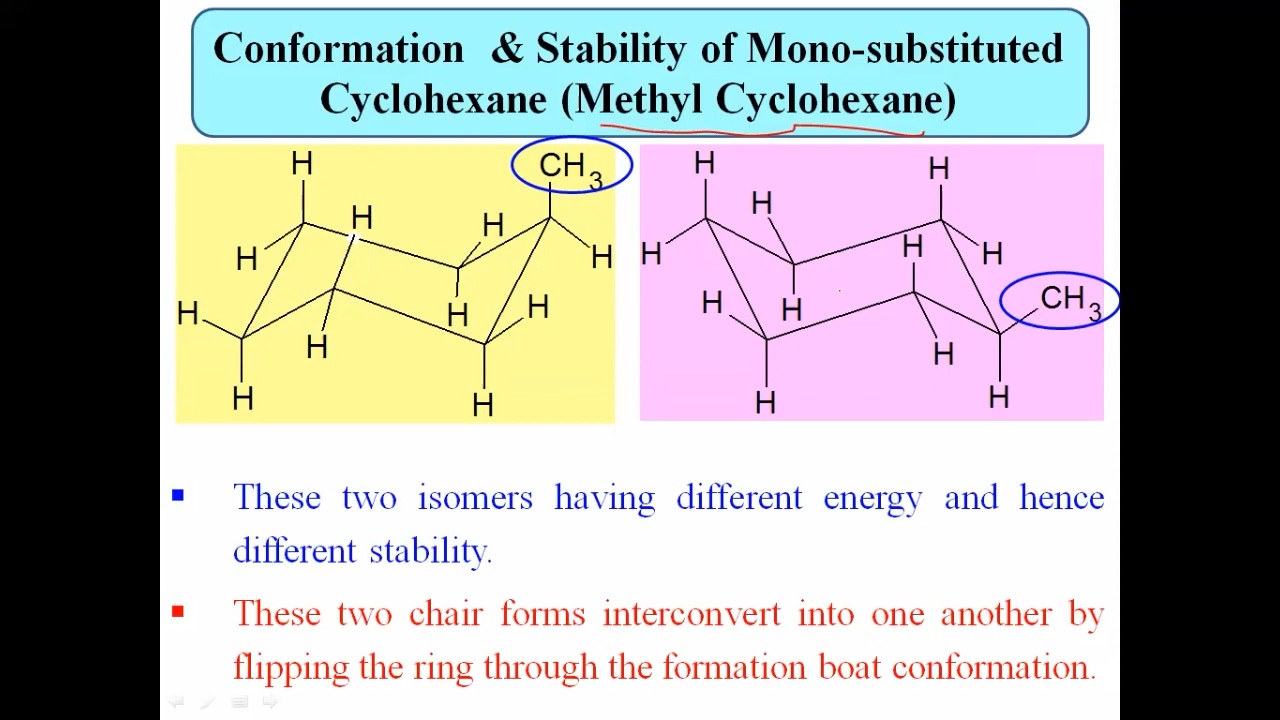 Conformation & Stability of Mono-substituted
Cyclohexane (Methyl Cyclohexane)
H
H
H
H
H
H
H
H
H
H
H
CH3
H
H
H
H
H
H
H
H
H
H
H
H
CH3
These two isomers having different energy and hence
different stability.
These two chair forms interconvert into one another by
flipping the ring through the formation boat conformation.